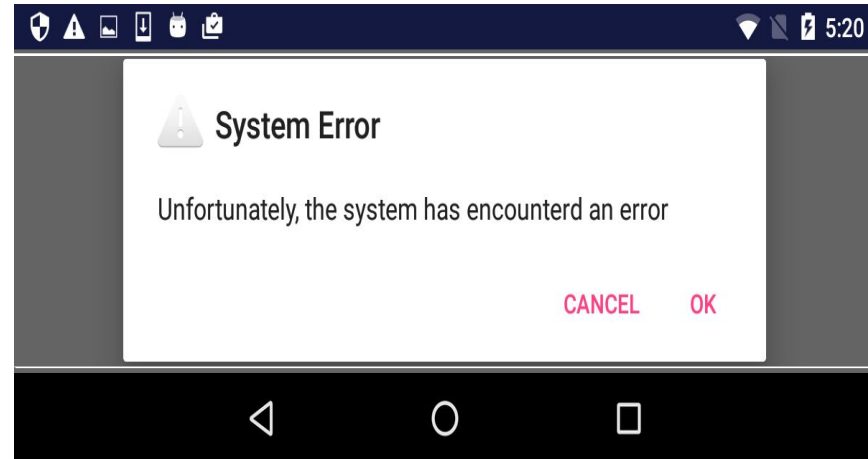 5:20
System Error
Unfortunately, the system has encounterd an error
CANCEL OK